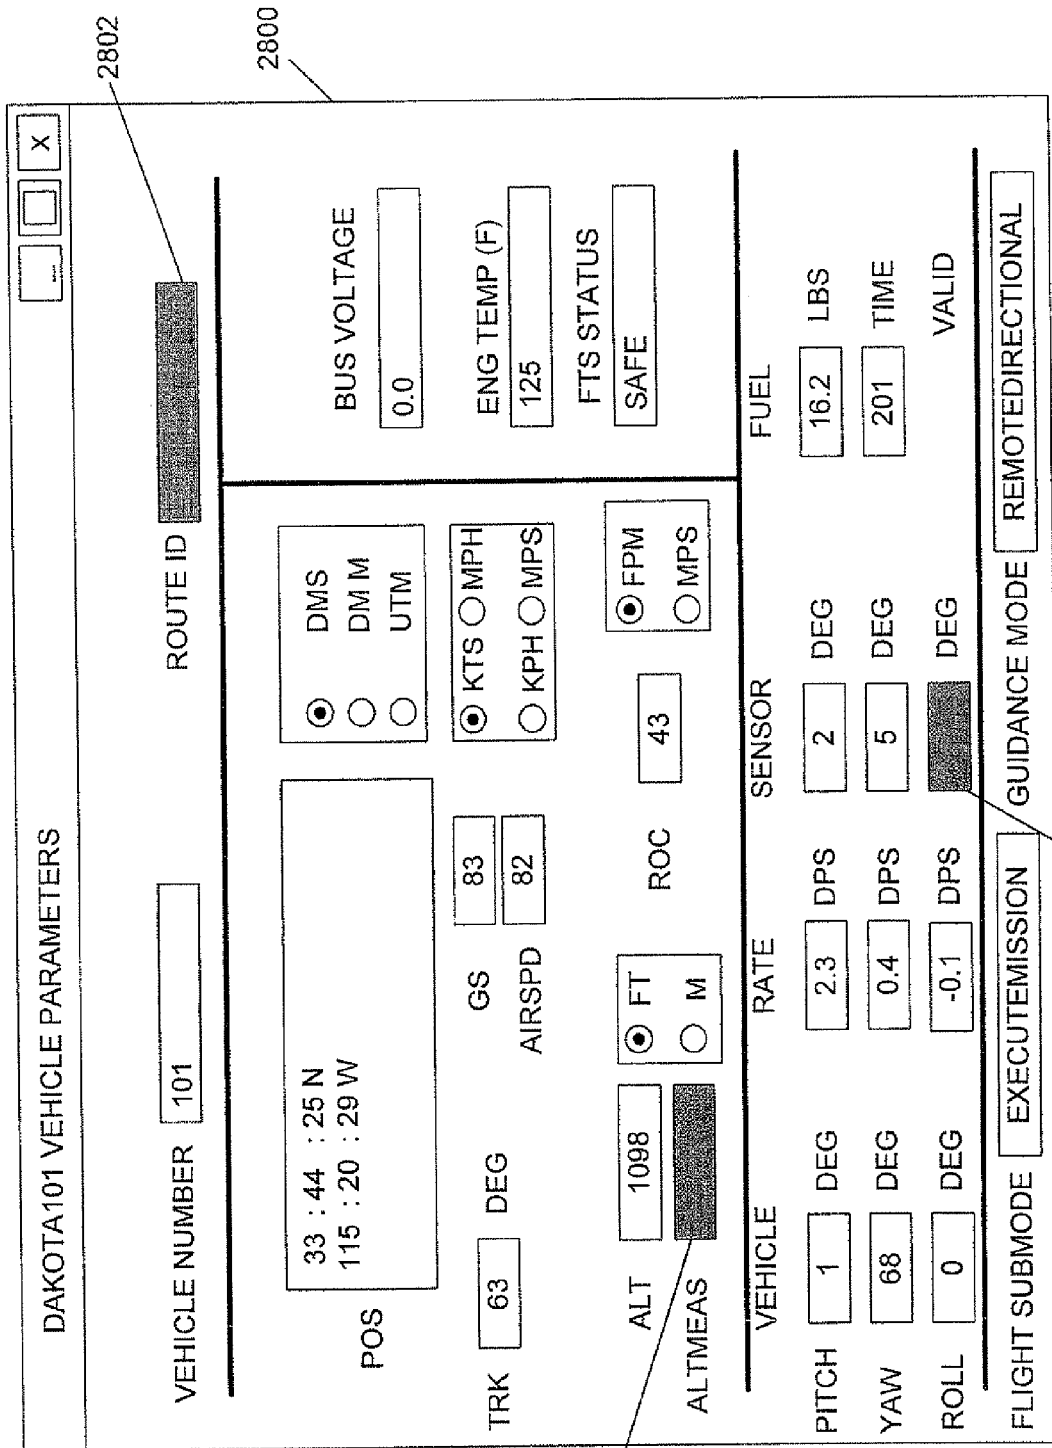 2802
2800
DAKOTA101 VEHICLE PARAMETERS _ X
VEHICLE NUMBER 101 ROUTE ID
POS 33 : 44 : 25 N
115 : 20 : 29 W
DMS
DM M
UTM
BUS VOLTAGE
0.0
TRK 63 DEG
GS 83
AIRSPD 82
KTS MPH
KPH MPS
ENG TEMP (F)
125
ALT 1098
ALTMEAS
FT
M
ROC 43
FPM
MPS
FTS STATUS
SAFE
VEHICLE RATE SENSOR FUEL
PITCH 1 DEG 2.3 DPS 2 DEG 16.2 LBS
YAW 68 DEG 0.4 DPS 5 DEG 201 TIME
ROLL 0 DEG -0.1 DPS DEG VALID
FLIGHT SUBMODE EXECUTEMISSION GUIDANCE MODE REMOTEDIRECTIONAL